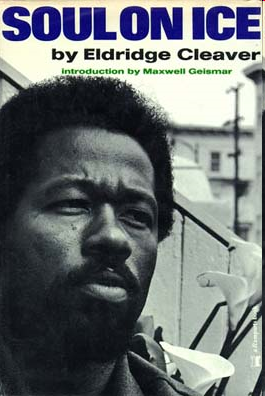 SOUL ON ICE
by Eldridge Cleaver
introduction by Maxwell Geismar